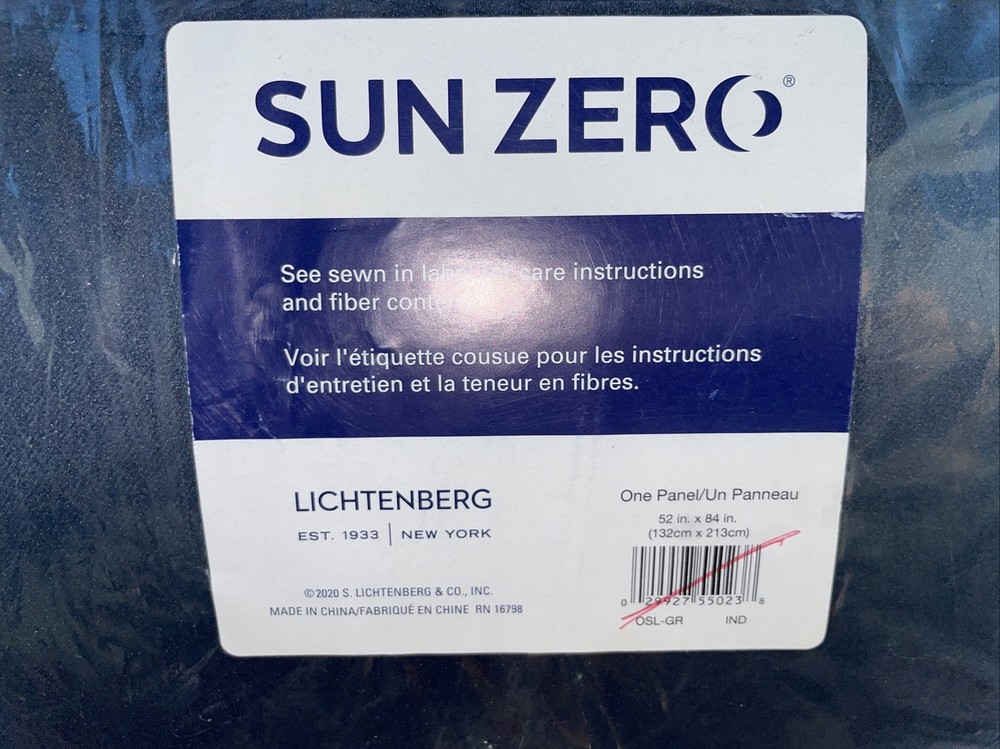 SUN ZERO®
See sewn in care instructions
and fiber
Voir l'étiquette cousue pour les instructions
d'entretien et la teneur en fibres.
LICHTENBERG
EST. 1933 | NEW YORK
©2020 S. LICHTENBERG & CO., INC.
MADE IN CHINA/FABRIQUÉ EN CHINE RN 16798
One Panel/Un Panneau
52 in. x 84 in.
(132cm x 213cm)
0 29927 55023 8
OSL-GR IND